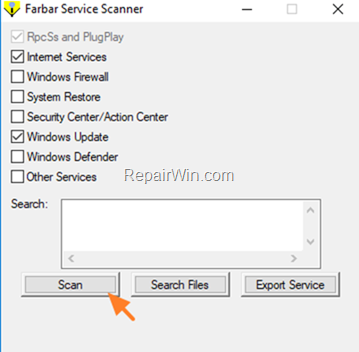 Farbar Service Scanner
RpcSs and PlugPlay
Internet Services
Windows Firewall
System Restore
Security Center/Action Center
Windows Update
Windows Defender
Other Services
RepairWin.com
Search:
Scan Search Files Export Service